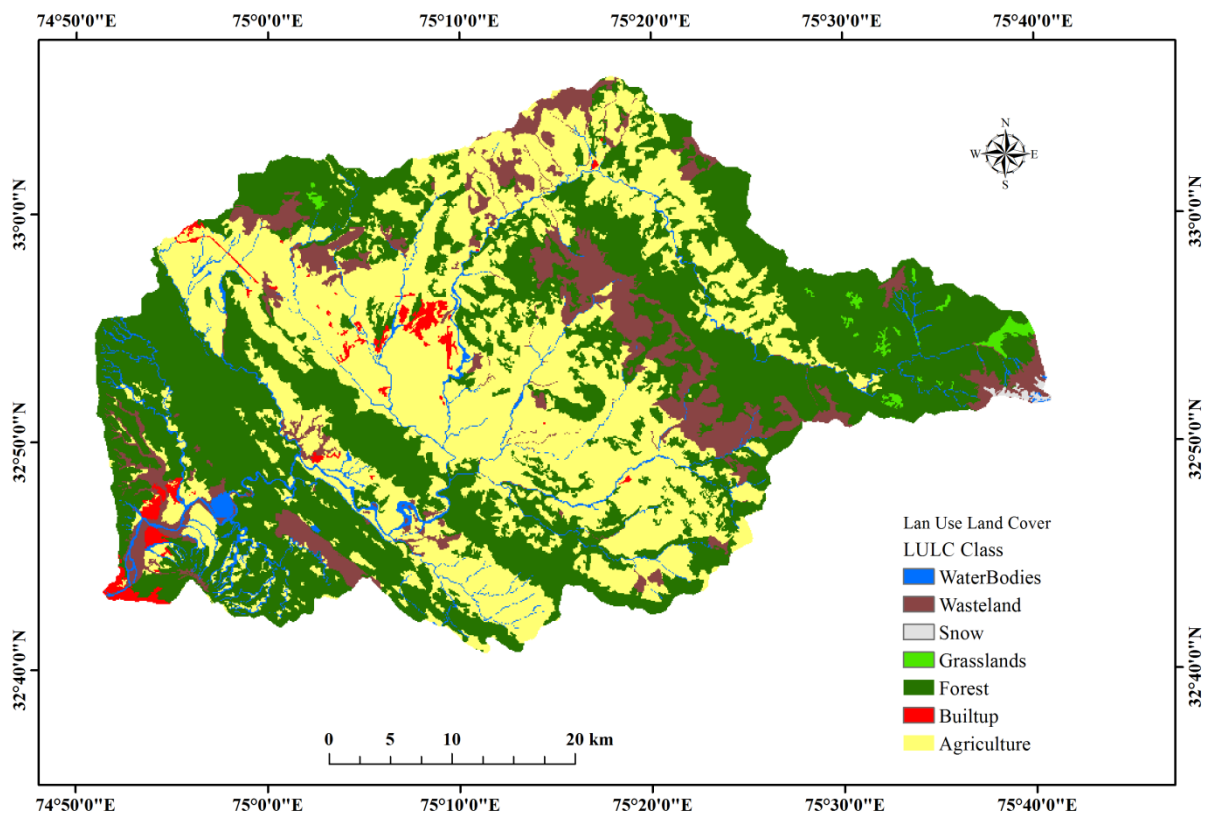 74°50'0"E 75°0'0"E 75°10'0"E 75°20'0"E 75°30'0"E 75°40'0"E
N
W E
S
33°0'0"N 33°0'0"N
32°50'0"N 32°50'0"N
Lan Use Land Cover
LULC Class
WaterBodies
Wasteland
Snow
Grasslands
Forest
Builtup
Agriculture
32°40'0"N 32°40'0"N
0 5 10 20 km
74°50'0"E 75°0'0"E 75°10'0"E 75°20'0"E 75°30'0"E 75°40'0"E